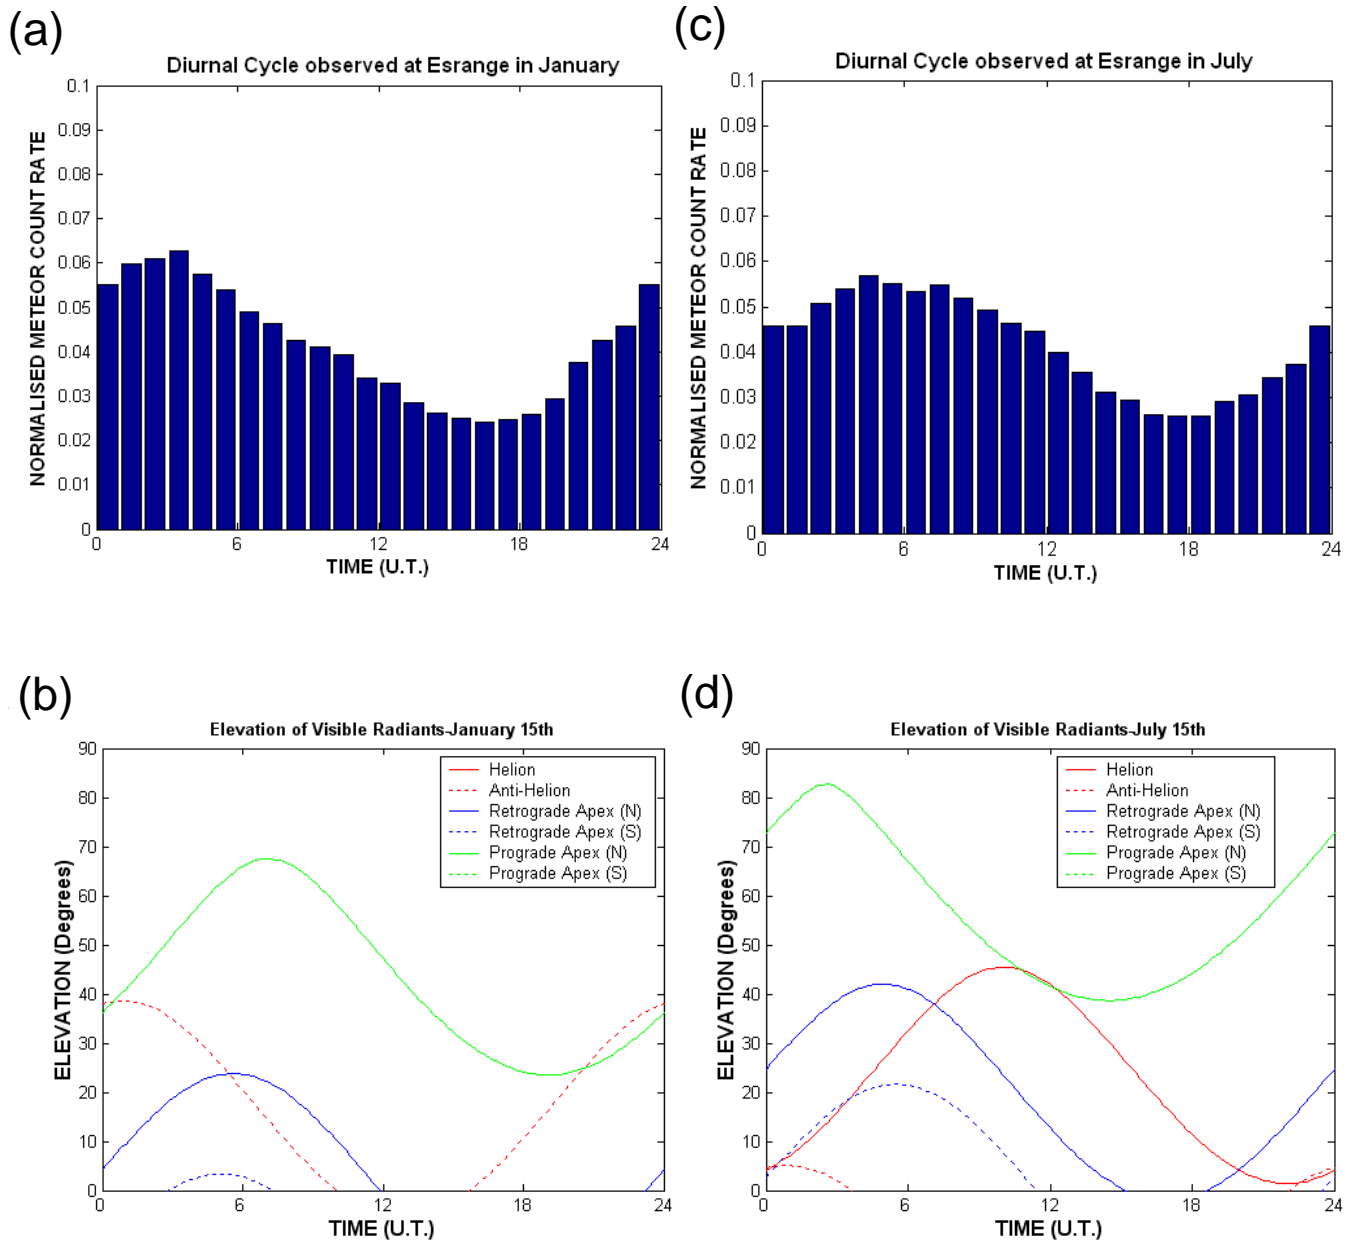 (a)
Diurnal Cycle observed at Esrange in January
NORMALISED METEOR COUNT RATE
0.1
0.09
0.08
0.07
0.06
0.05
0.04
0.03
0.02
0.01
0
0 6 12 18 24
TIME (U.T.)
(c)
Diurnal Cycle observed at Esrange in July
NORMALISED METEOR COUNT RATE
0.1
0.09
0.08
0.07
0.06
0.05
0.04
0.03
0.02
0.01
0
0 6 12 18 24
TIME (U.T.)
(b)
Elevation of Visible Radiants-January 15th
ELEVATION (Degrees)
90
80
70
60
50
40
30
20
10
0
Helion
Anti-Helion
Retrograde Apex (N)
Retrograde Apex (S)
Prograde Apex (N)
Prograde Apex (S)
0 6 12 18 24
TIME (U.T.)
(d)
Elevation of Visible Radiants-July 15th
ELEVATION (Degrees)
90
80
70
60
50
40
30
20
10
0
Helion
Anti-Helion
Retrograde Apex (N)
Retrograde Apex (S)
Prograde Apex (N)
Prograde Apex (S)
0 6 12 18 24
TIME (U.T.)